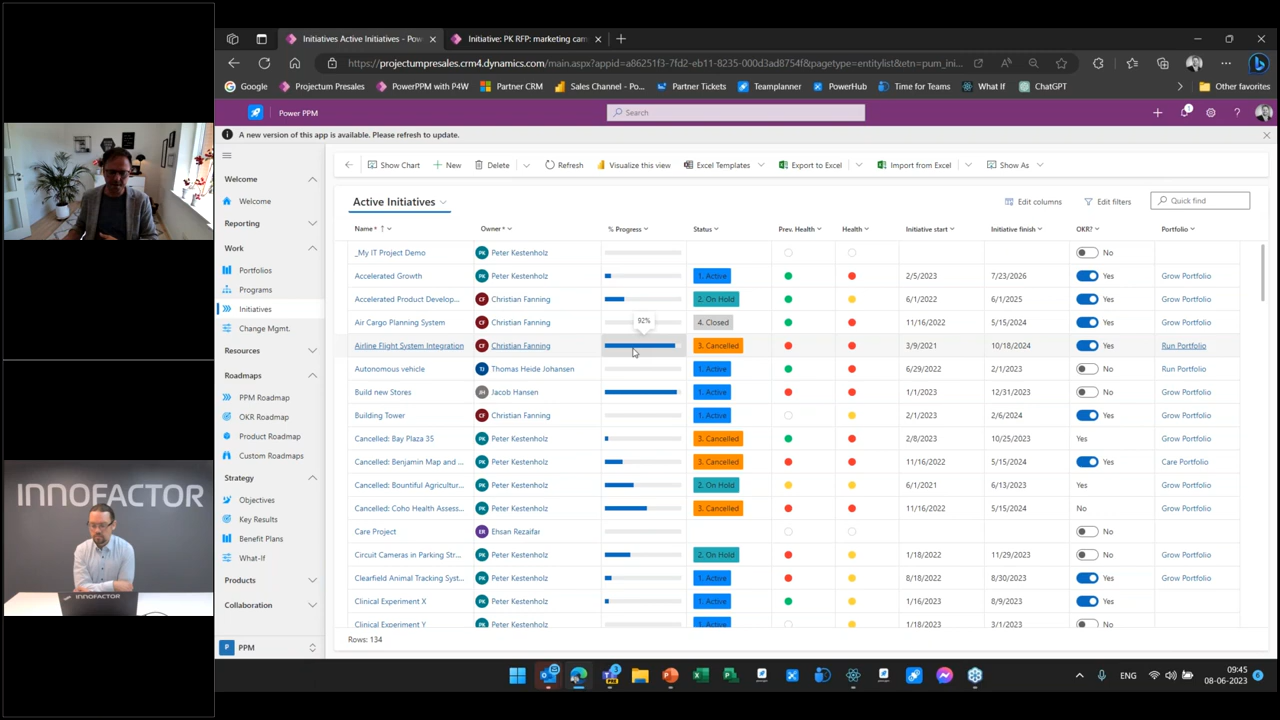 Initiatives Active Initiatives - Pow
Initiative: PK RFP: marketing cam
https://projectumpresales.crm4.dynamics.com/main.aspx?appid=a86251f3-7fd2-eb11-8235-000d3ad8754f&pagetype=entitylist&etn=pum_ini...
Google
Projectum Presales
PowerPPM with P4W
Partner CRM
Sales Channel - Po...
Partner Tickets
Teamplanner
PowerHub
Time for Teams
What If
ChatGPT
Other favorites
Power PPM
Search
A new version of this app is available. Please refresh to update.
Show Chart
New
Delete
Refresh
Visualize this view
Excel Templates
Export to Excel
Import from Excel
Show As
Active Initiatives
Edit columns
Edit filters
Quick find
Welcome
Welcome
Reporting
Work
Portfolios
Programs
Initiatives
Change Mgmt.
Resources
Roadmaps
PPM Roadmap
OKR Roadmap
Product Roadmap
Custom Roadmaps
Strategy
Objectives
Key Results
Benefit Plans
What-If
Products
Collaboration
P PPM
Name * Owner * % Progress Status Prev. Health Health Initiative start Initiative finish OKR? Portfolio
_My IT Project Demo PK Peter Kestenholz No
Accelerated Growth PK Peter Kestenholz 1. Active 2/5/2023 7/23/2026 Yes Grow Portfolio
Accelerated Product Develop... CF Christian Fanning 2. On Hold 6/1/2022 6/1/2025 Yes Grow Portfolio
92%
Air Cargo Planning System CF Christian Fanning 4. Closed 11/16/2022 5/15/2024 Yes Grow Portfolio
Airline Flight System Integration CF Christian Fanning 3. Cancelled 3/9/2021 10/18/2024 Yes Run Portfolio
Autonomous vehicle TJ Thomas Heide Johansen 1. Active 6/29/2022 2/1/2023 No Run Portfolio
Build new Stores JH Jacob Hansen 1. Active 1/1/2023 12/31/2023 No Grow Portfolio
Building Tower CF Christian Fanning 1. Active 2/1/2023 2/6/2024 Yes Grow Portfolio
Cancelled: Bay Plaza 35 PK Peter Kestenholz 3. Cancelled 2/8/2023 10/25/2023 Yes Grow Portfolio
Cancelled: Benjamin Map and ... PK Peter Kestenholz 3. Cancelled 11/16/2022 5/15/2024 Yes Care Portfolio
Cancelled: Bountiful Agricultur... PK Peter Kestenholz 2. On Hold 6/1/2021 6/13/2023 Yes Grow Portfolio
Cancelled: Coho Health Assess... PK Peter Kestenholz 3. Cancelled 11/16/2022 5/15/2024 No Grow Portfolio
Care Project ER Ehsan Rezaifar No
Circuit Cameras in Parking Str... PK Peter Kestenholz 2. On Hold 1/18/2022 11/29/2023 No Grow Portfolio
Clearfield Animal Tracking Syst... PK Peter Kestenholz 1. Active 8/18/2022 8/30/2023 Yes Grow Portfolio
Clinical Experiment X PK Peter Kestenholz 1. Active 1/16/2023 8/9/2023 Yes
Clinical Experiment Y PK Peter Kestenholz 1. Active 1/18/2023 3/1/2023 No
Rows: 134
INNOFACTOR
INNOFACTOR
ENG
09:45
08-06-2023